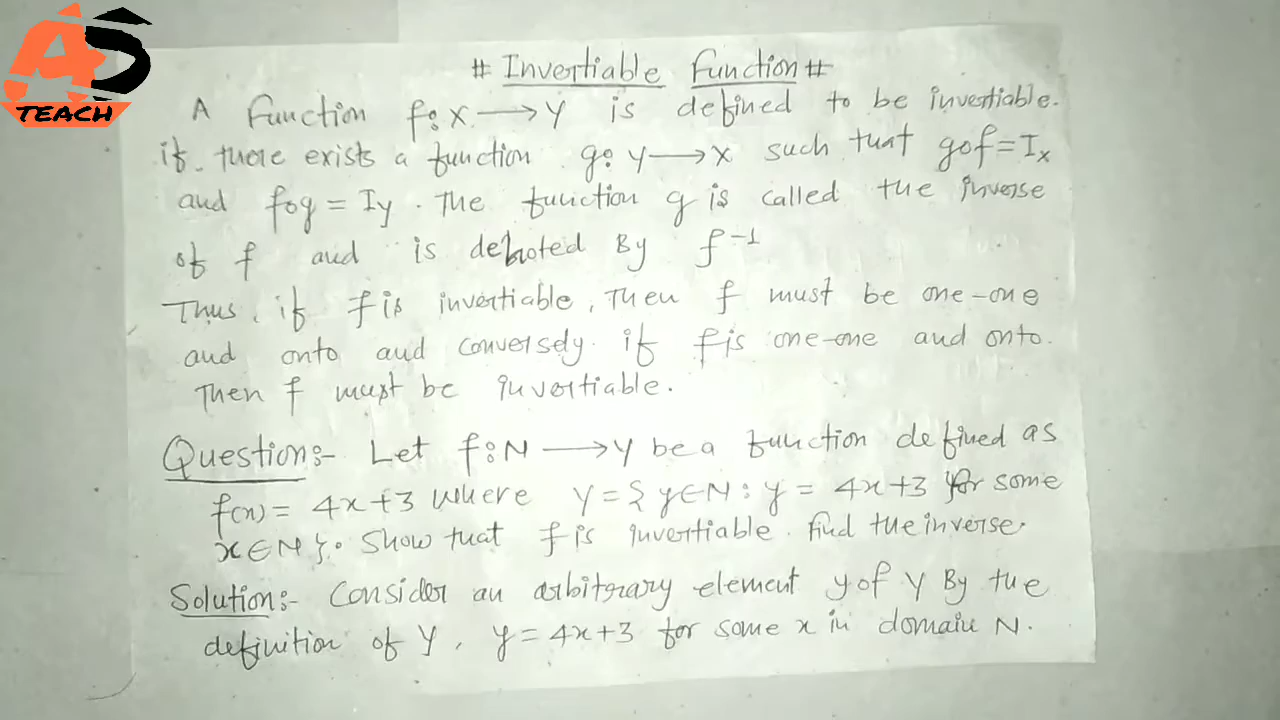 AS
TEACH
# Invertiable Function #
A function f: X → Y is defined to be invertiable.
if there exists a function g: Y → X such that gof = Ix
and fog = Iy. The function g is called the inverse
of f and is denoted By f⁻¹
Thus, if f is invertiable, Then f must be one-one
and onto and conversely. if f is one-one and onto.
Then f must be invertiable.
Question:- Let f: N → Y be a function defined as
f(x) = 4x+3 where Y = { y∈N : y = 4x+3 for some
x∈N }. Show that f is invertiable. find the inverse.
Solution:- Consider an arbitrary element y of Y By the
definition of Y, y = 4x+3 for some x in domain N.